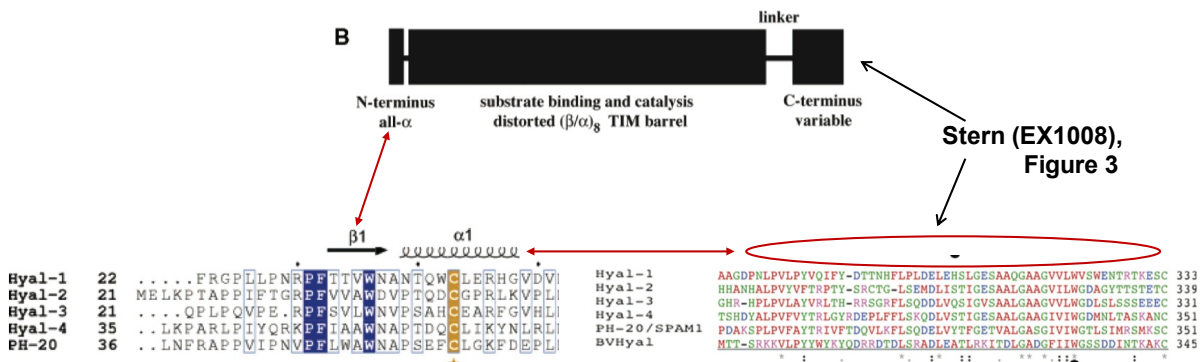 linker
B
N-terminus
all-α
substrate binding and catalysis
distorted (β/α)8 TIM barrel
C-terminus
variable
Stern (EX1008),
Figure 3
β1
α1
Hyal-1 22 .....FRGPLLPNRPFTTVWNANTQWCLERHGVDV
Hyal-2 21 MELKPTAPPIFTGRPFVVAWDVPTQDCGPRLKVPL
Hyal-3 21 ...QPLPQVPERPFSVLWNVPSAHCEARFGVHL
Hyal-4 35 ..LKPARLPIYQRKPFIAAWNAPTDQCLIKYNLRL
PH-20 36 ..LNFRAPPVIPNVPFLWAWNAPSEFCLGKFDEPL
Hyal-1 AAGDPNLPVLPYVQIFY-DTTNHFLPLDELEHSLGESAAQGAAGVVLWVSWENTRTKESC 333
Hyal-2 HHANHALPVYVFTRPTY-SRCTG-LSEMDLISTIGESAALGAAGVILWGDAGYTTSTETC 339
Hyal-3 GHR-HPLPVLAYVRLTH-RRSGRFLSQDDLVQSIGVSAALGAAGVVLWGDLSLSSSEEEC 331
Hyal-4 TSHDYALPVFVYTRLGYRDEPLFFLSKQDLVSTIGESAALGAAGIVIWGDMNLTASKANC 351
PH-20/SPAM1 PDAKSPLPVFAYTRIVFTDQVLKFLSQDELVYTFGETVALGASGIVIWGTLSIMRSMKSC 351
BVHyal MTT-SRKKVLPYYWYKYQDRRDTDLSRADLEATLRKITDLGADGFIIWGSSDDINTKAKC 345